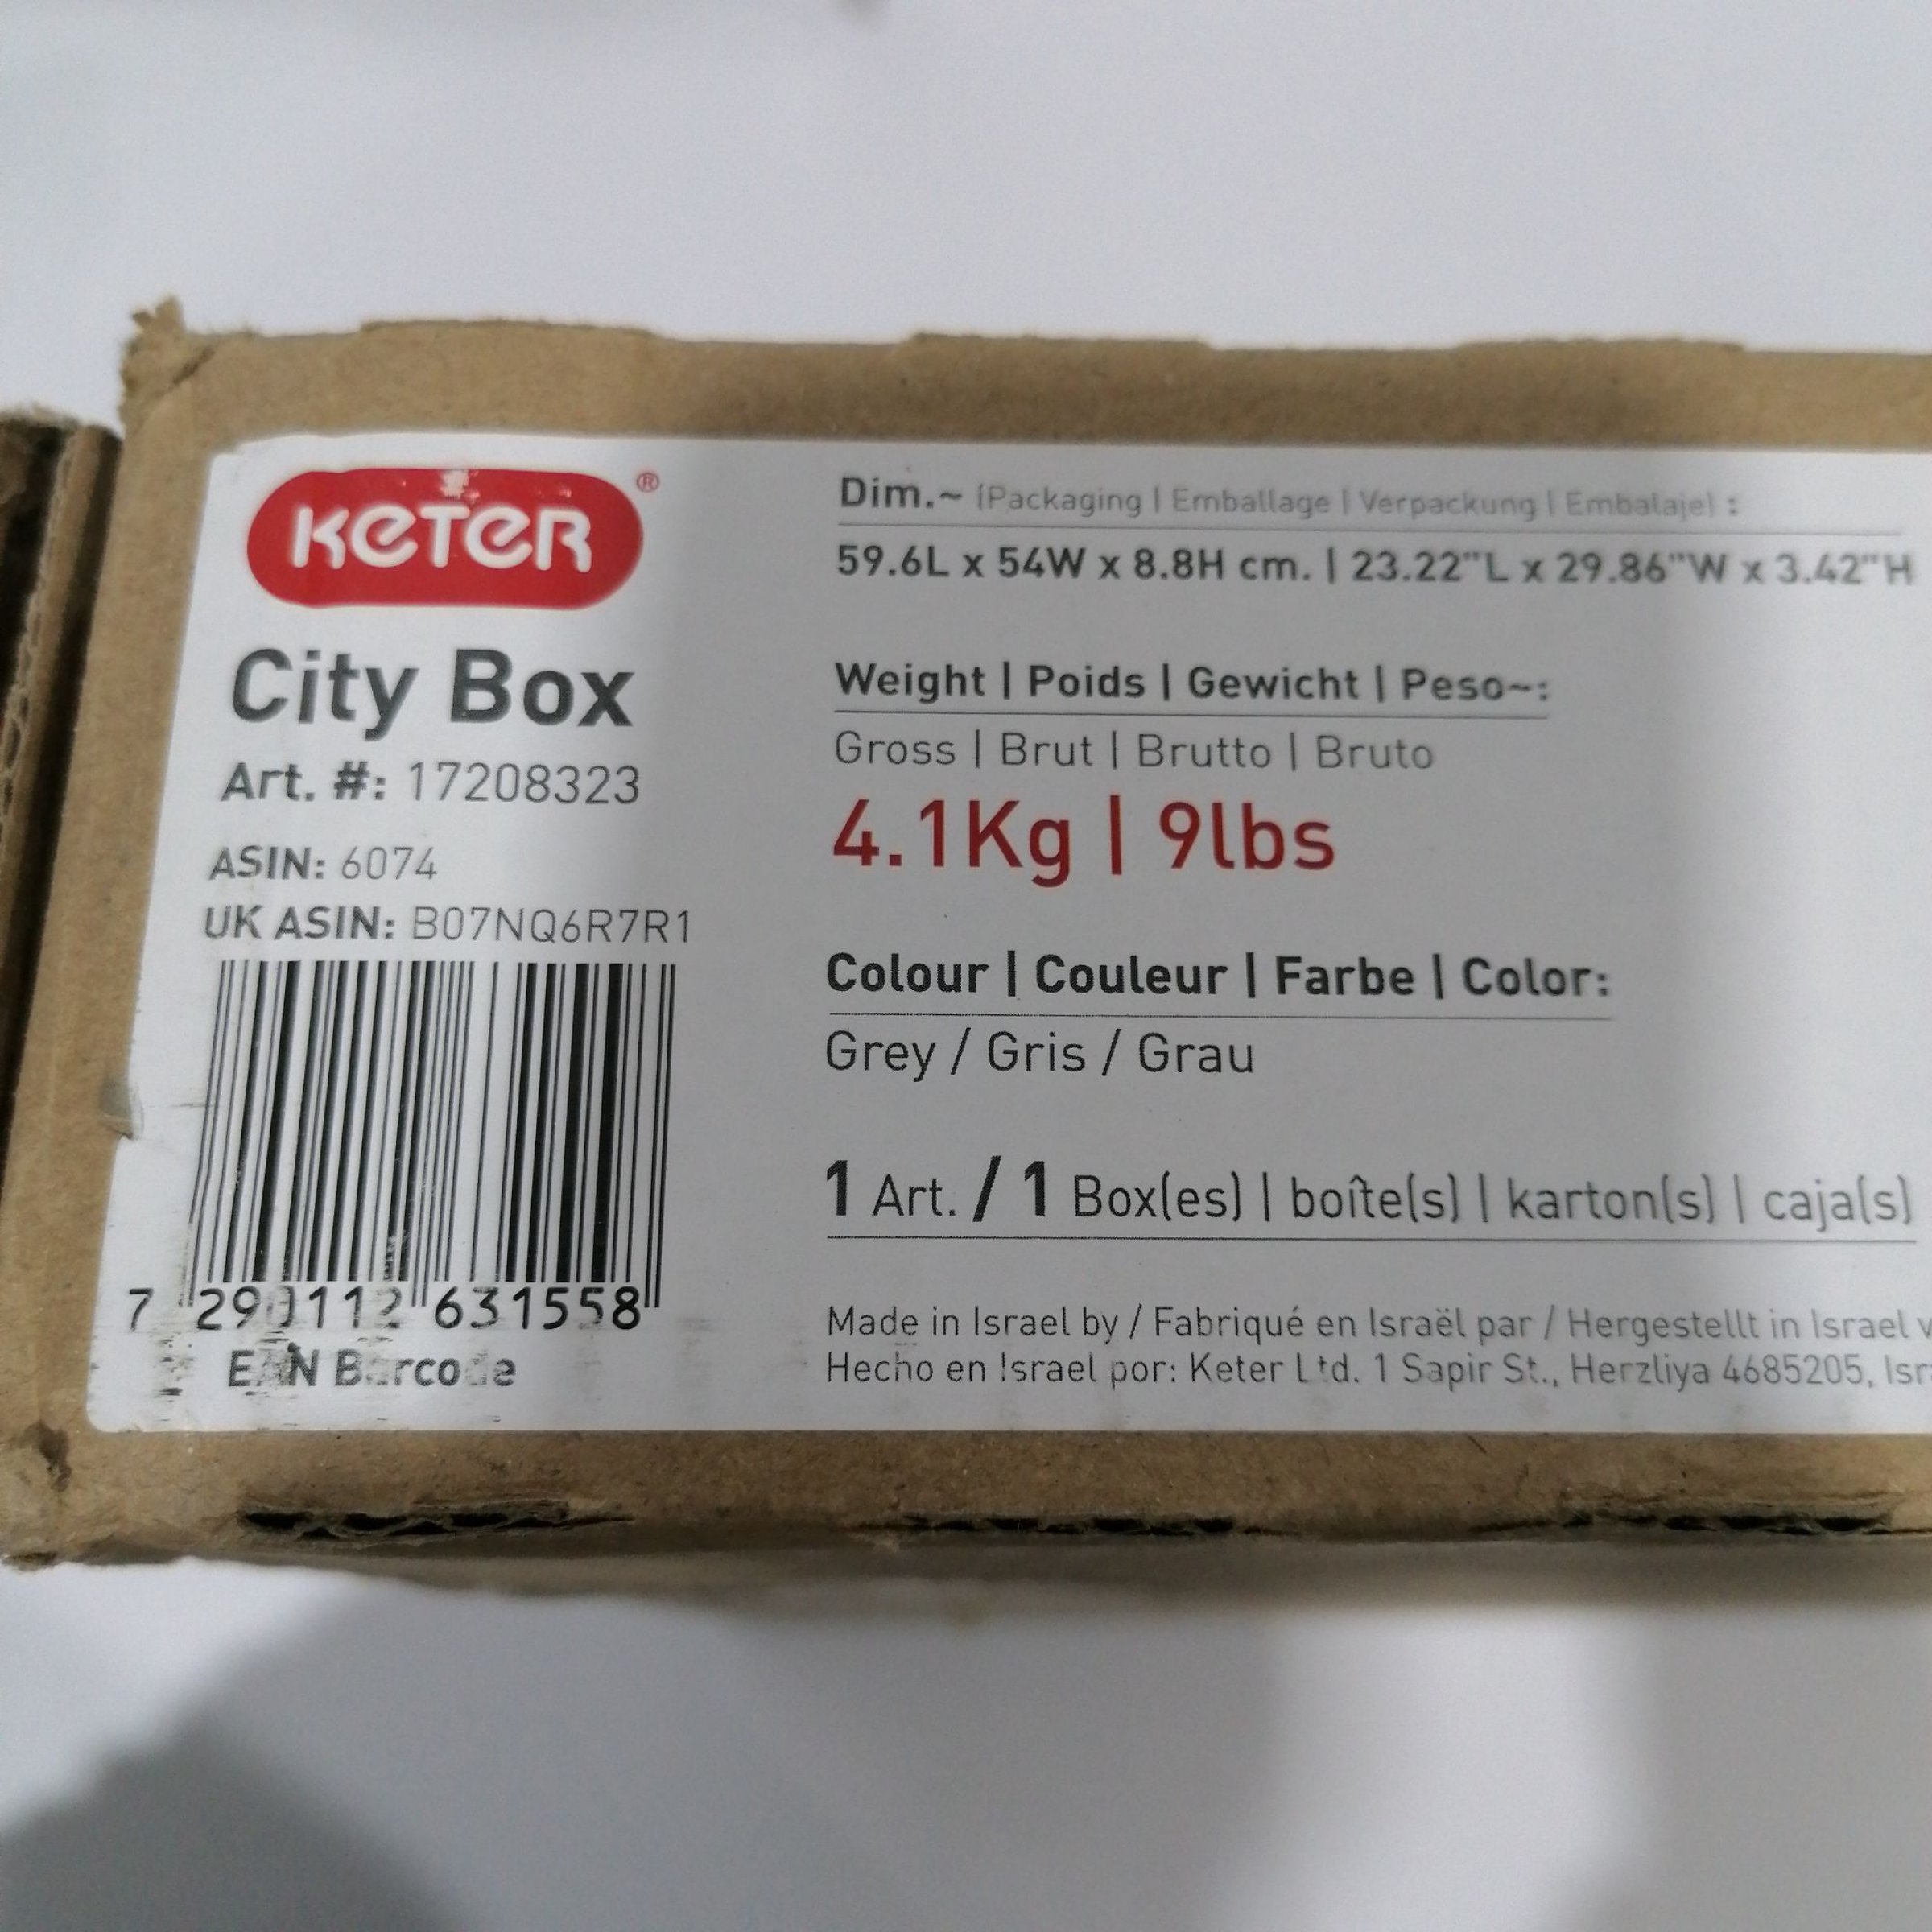 KETER®
City Box
Art. #: 17208323
ASIN: 6074
UK ASIN: B07NQ6R7R1
7 290112 631558
EAN Barcode
Dim.~ (Packaging | Emballage | Verpackung | Embalaje) :
59.6L x 54W x 8.8H cm. | 23.22"L x 29.86"W x 3.42"H
Weight | Poids | Gewicht | Peso~:
Gross | Brut | Brutto | Bruto
4.1Kg | 9lbs
Colour | Couleur | Farbe | Color:
Grey / Gris / Grau
1 Art. / 1 Box(es) | boîte(s) | karton(s) | caja(s)
Made in Israel by / Fabriqué en Israël par / Hergestellt in Israel
Hecho en Israel por: Keter Ltd. 1 Sapir St., Herzliya 4685205,